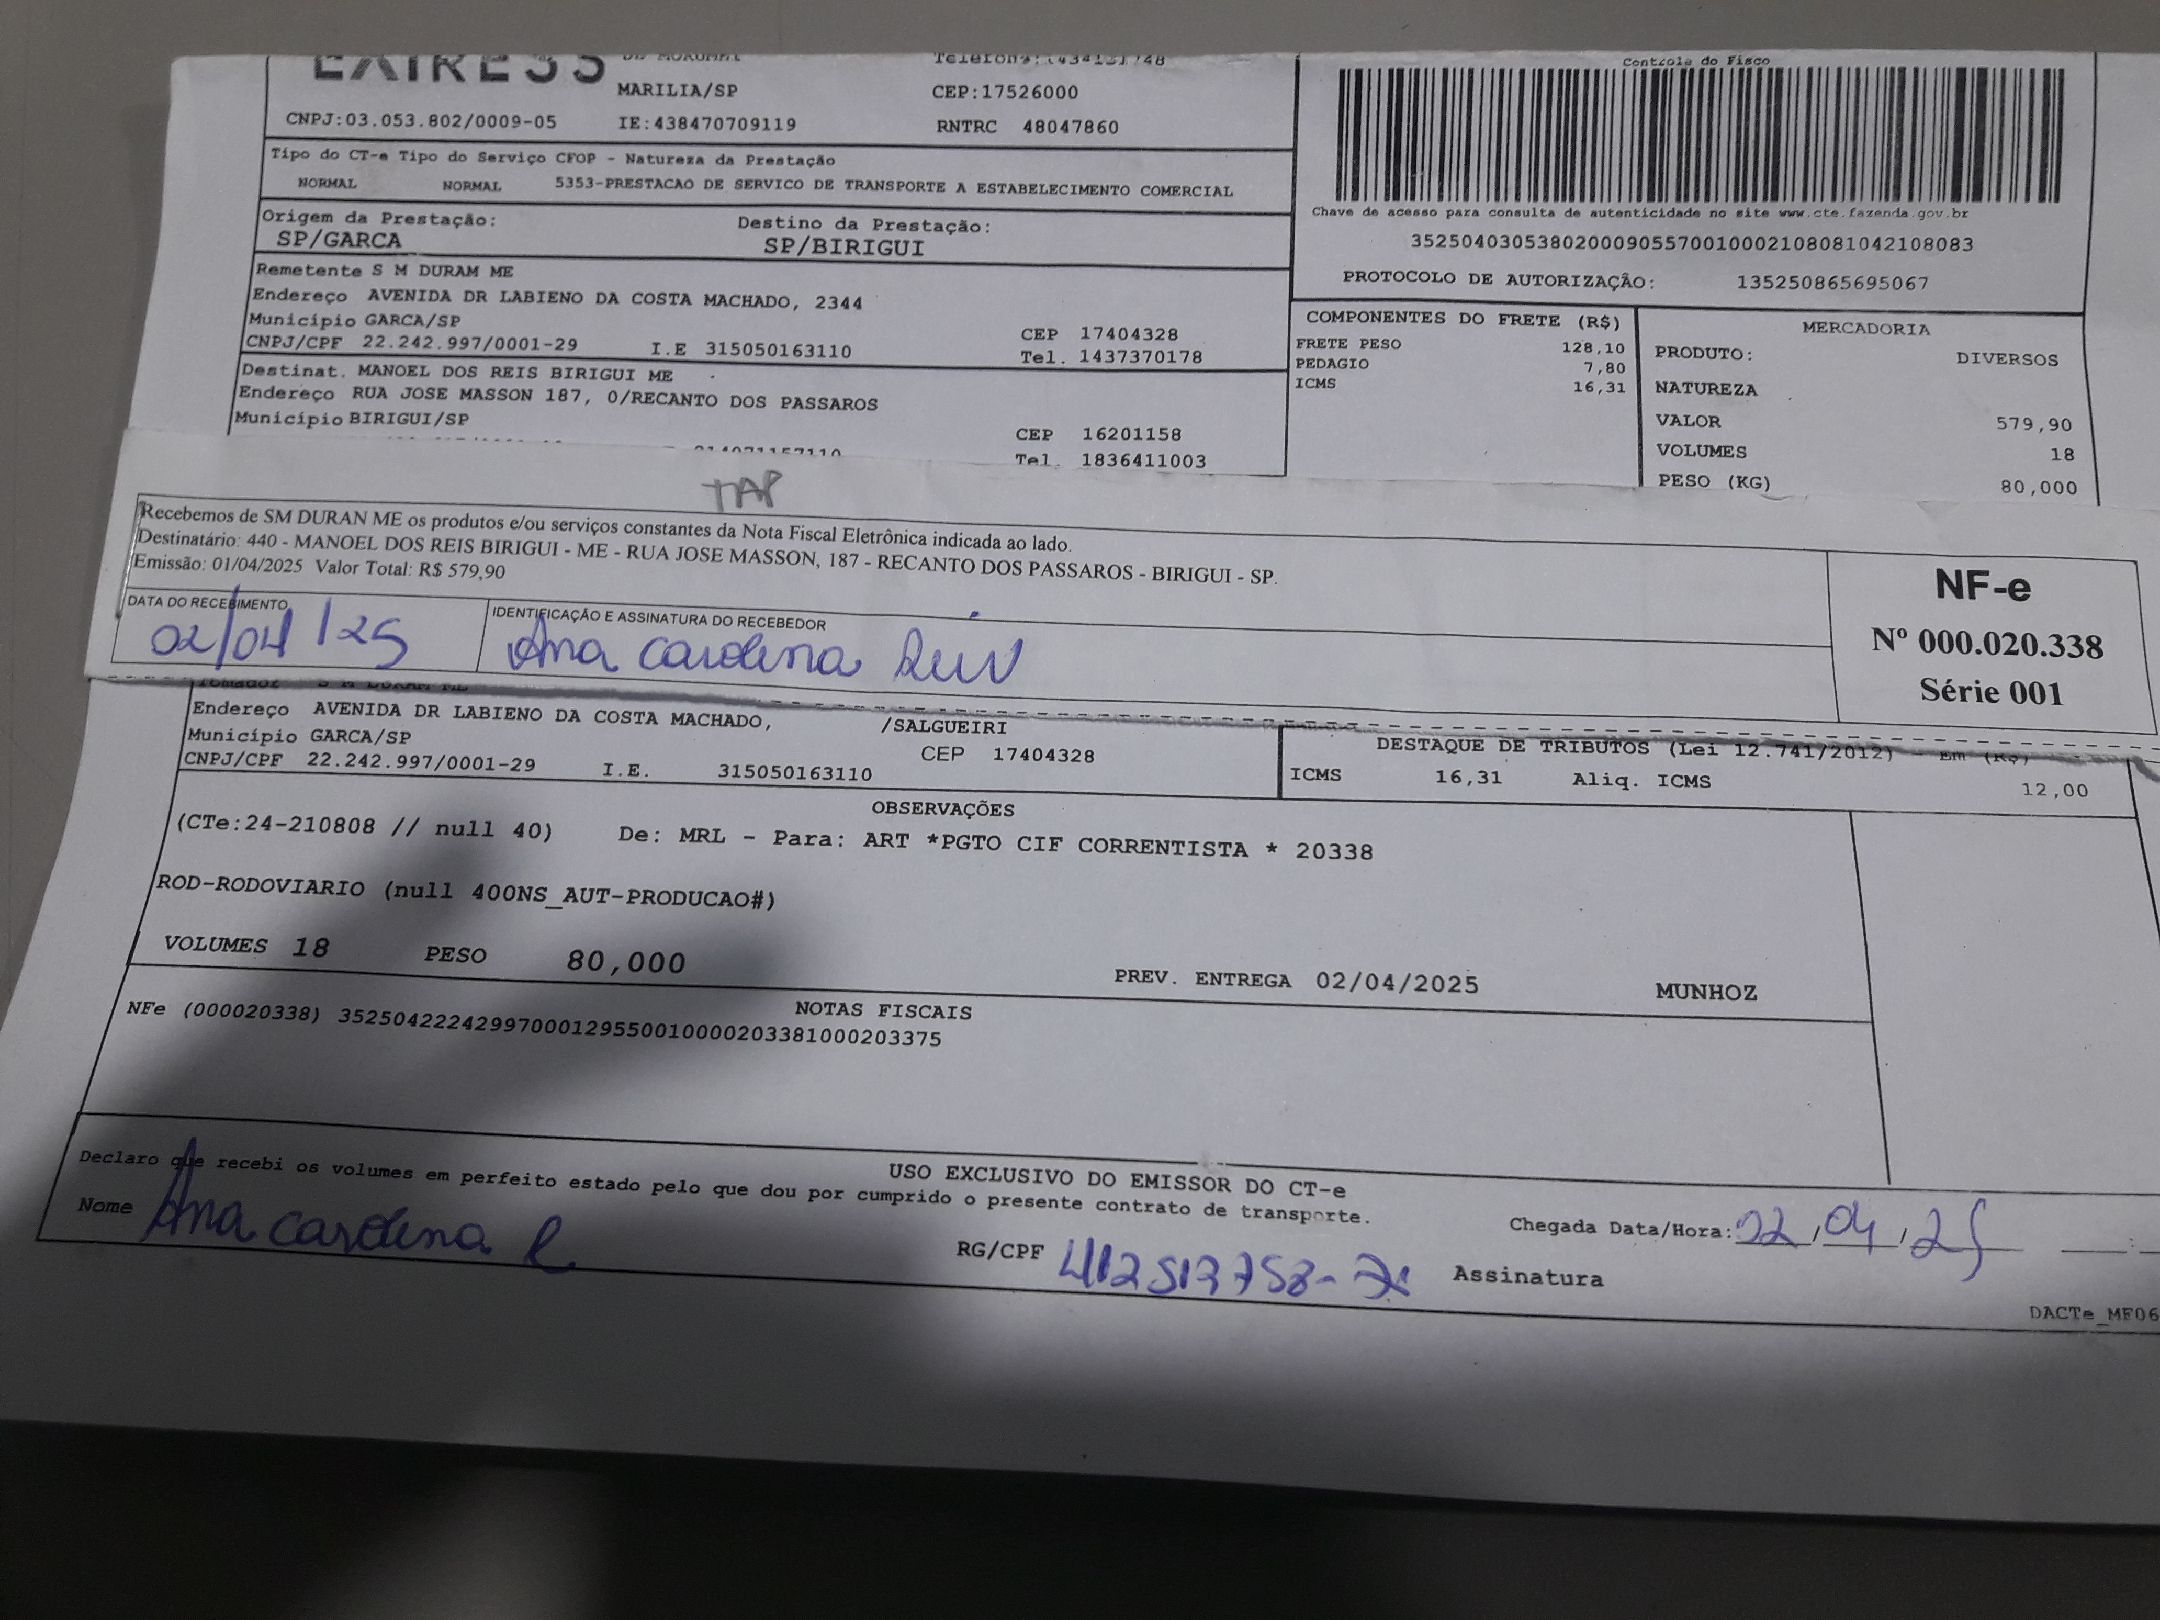 EXPRESS
MARILIA/SP CEP:17526000
CNPJ:03.053.802/0009-05 IE:438470709119 RNTRC 48047860
Tipo do CT-e Tipo do Serviço CFOP - Natureza da Prestação
NORMAL NORMAL 5353-PRESTACAO DE SERVICO DE TRANSPORTE A ESTABELECIMENTO COMERCIAL
Origem da Prestação: Destino da Prestação:
SP/GARCA SP/BIRIGUI
Remetente S M DURAM ME
Endereço AVENIDA DR LABIENO DA COSTA MACHADO, 2344
Município GARCA/SP CEP 17404328
CNPJ/CPF 22.242.997/0001-29 I.E 315050163110 Tel. 1437370178
Destinat. MANOEL DOS REIS BIRIGUI ME
Endereço RUA JOSE MASSON 187, 0/RECANTO DOS PASSAROS
Município BIRIGUI/SP CEP 16201158
Tel. 1836411003
Controle do Fisco
Chave de acesso para consulta de autenticidade no site www.cte.fazenda.gov.br
35250403053802000905570010002108081042108083
PROTOCOLO DE AUTORIZAÇÃO: 135250865695067
COMPONENTES DO FRETE (R$)
FRETE PESO 128,10
PEDAGIO 7,80
ICMS 16,31
MERCADORIA
PRODUTO: DIVERSOS
NATUREZA
VALOR 579,90
VOLUMES 18
PESO (KG) 80,000
TAP
Recebemos de SM DURAN ME os produtos e/ou serviços constantes da Nota Fiscal Eletrônica indicada ao lado.
Destinatário: 440 - MANOEL DOS REIS BIRIGUI - ME - RUA JOSE MASSON, 187 - RECANTO DOS PASSAROS - BIRIGUI - SP.
Emissão: 01/04/2025 Valor Total: R$ 579,90
DATA DO RECEBIMENTO IDENTIFICAÇÃO E ASSINATURA DO RECEBEDOR
02/04/25 Ana carolina
NF-e
Nº 000.020.338
Série 001
Tomador S M DURAM ME
Endereço AVENIDA DR LABIENO DA COSTA MACHADO, /SALGUEIRI
Município GARCA/SP CEP 17404328
CNPJ/CPF 22.242.997/0001-29 I.E. 315050163110
DESTAQUE DE TRIBUTOS (Lei 12.741/2012) - Em (R$)
ICMS 16,31 Aliq. ICMS 12,00
OBSERVAÇÕES
(CTe:24-210808 // null 40) De: MRL - Para: ART *PGTO CIF CORRENTISTA * 20338
ROD-RODOVIARIO (null 400NS_AUT-PRODUCAO#)
VOLUMES 18 PESO 80,000
PREV. ENTREGA 02/04/2025 MUNHOZ
NOTAS FISCAIS
NFe (000020338) 35250422242997000129550010000203381000203375
USO EXCLUSIVO DO EMISSOR DO CT-e
Declaro que recebi os volumes em perfeito estado pelo que dou por cumprido o presente contrato de transporte.
Nome Ana carolina R
RG/CPF Assinatura
Chegada Data/Hora: 02/04/25
DACTe_MF06